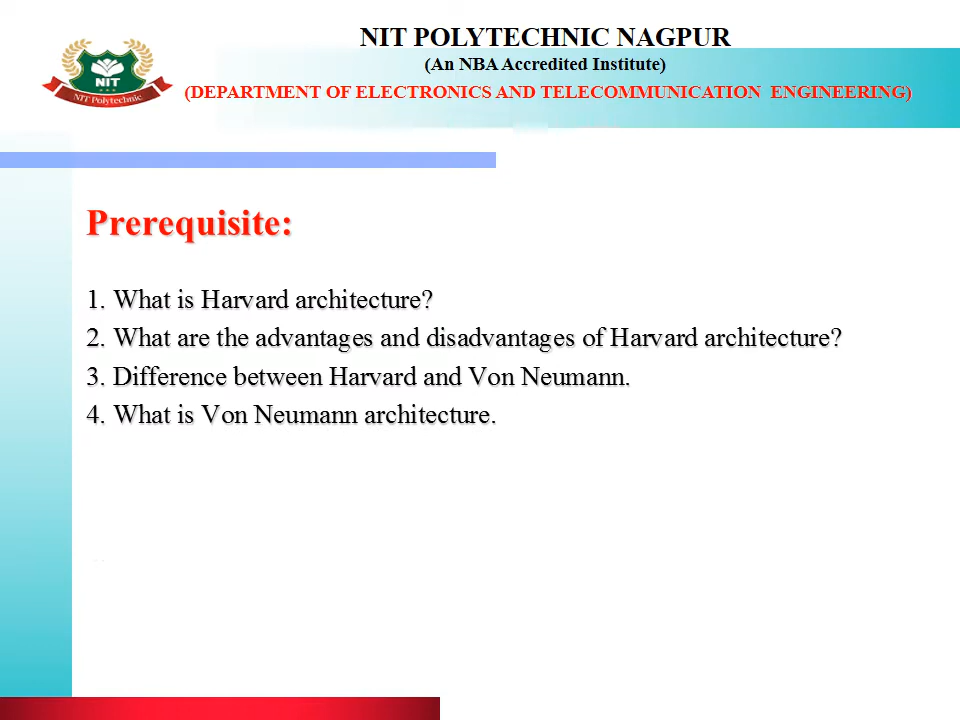 NIT POLYTECHNIC NAGPUR
(An NBA Accredited Institute)
(DEPARTMENT OF ELECTRONICS AND TELECOMMUNICATION ENGINEERING)
NIT
NIT Polytechnic
Prerequisite:
1. What is Harvard architecture?
2. What are the advantages and disadvantages of Harvard architecture?
3. Difference between Harvard and Von Neumann.
4. What is Von Neumann architecture.